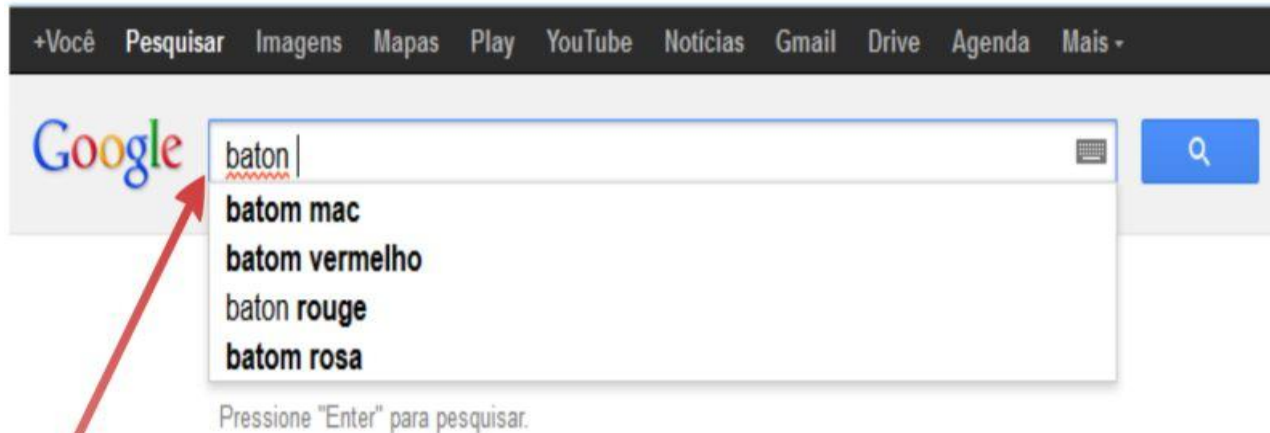 +Você Pesquisar Imagens Mapas Play YouTube Notícias Gmail Drive Agenda Mais
Google baton
batom mac
batom vermelho
baton rouge
batom rosa
Pressione "Enter" para pesquisar.